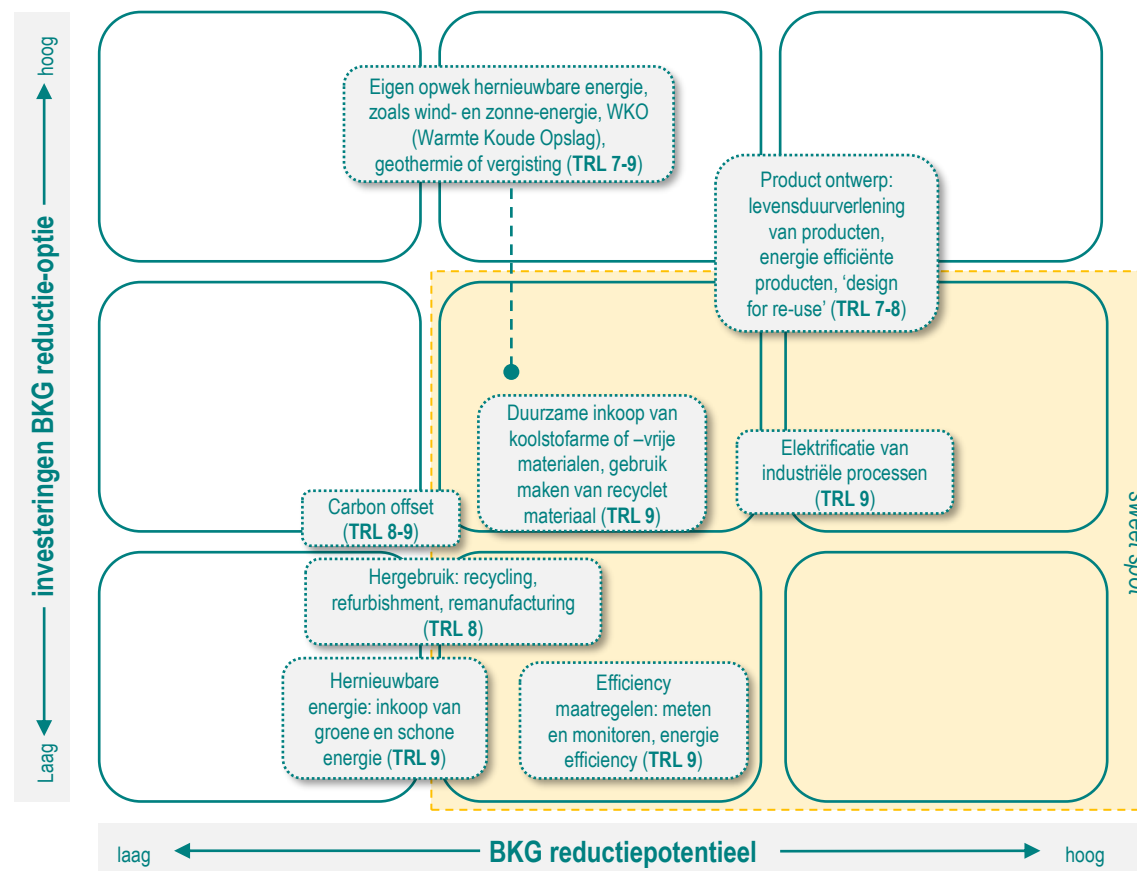 hoog
investeringen BKG reductie-optie
Laag
Eigen opwek hernieuwbare energie,
zoals wind- en zonne-energie, WKO
(Warmte Koude Opslag),
geothermie of vergisting (TRL 7-9)
Product ontwerp:
levensduurverlening
van producten,
energie efficiënte
producten, ‘design
for re-use’ (TRL 7-8)
Duurzame inkoop van
koolstofarme of –vrije
materialen, gebruik
maken van recyclet
materiaal (TRL 9)
Elektrificatie van
industriële processen
(TRL 9)
Carbon offset
(TRL 8-9)
Hergebruik: recycling,
refurbishment, remanufacturing
(TRL 8)
Hernieuwbare
energie: inkoop van
groene en schone
energie (TRL 9)
Efficiency
maatregelen: meten
en monitoren, energie
efficiency (TRL 9)
sweet spot
laag
BKG reductiepotentieel
hoog